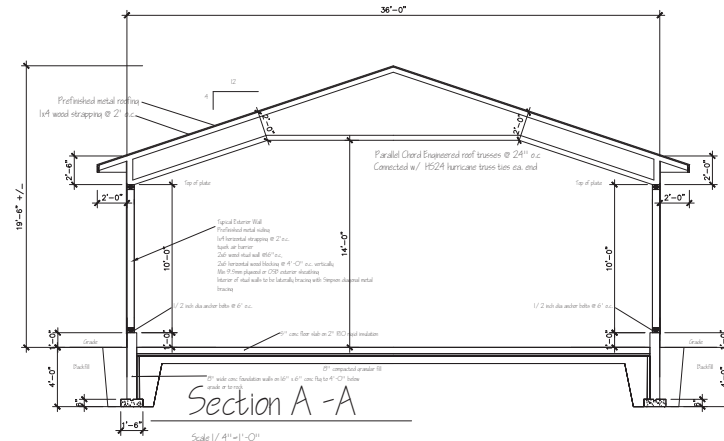 36'-0"
12
4
Prefinished metal roofing
1x4 wood strapping @ 2' o.c.
2'-0"
2'-0"
Parallel Chord Engineered roof trusses @ 24" o.c
Connected w/ H524 hurricane truss ties ea. end
2'-6"
2'-6"
Top of plate
Top of plate
2'-0"
2'-0"
19'-6" +/-
Typical Exterior Wall
Prefinished metal siding
1x4 horizontal strapping @ 2' o.c.
tyvek air barrier
2x6 wood stud wall @16" o.c.
2x6 horizontal wood blocking @ 4'-0" o.c. vertically
Min 9.5mm plywood or OSB exterior sheathing
Interior of stud walls to be laterally bracing with Simpson diagonal metal
bracing
10'-0"
14'-0"
10'-0"
1/2 inch dia anchor bolts @ 6' o.c.
1/2 inch dia anchor bolts @ 6' o.c.
1'-0"
1'-0"
1'-0"
1'-0"
Grade
Grade
5" conc floor slab on 2" R10 rigid insulation
Backfill
Backfill
4'-0"
4'-0"
8" compacted granular fill
8" wide conc foundation walls on 16" x 6" conc ftg to 4'-0" below
grade or to rock
6"
6"
Section A -A
1'-6"
Scale 1/4"=1'-0"